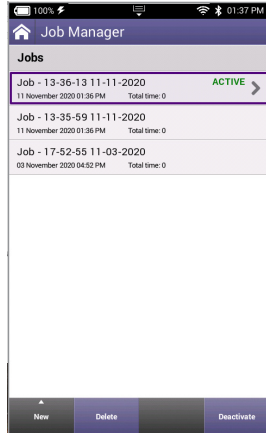 100% 01:37 PM
Job Manager
Jobs
Job - 13-36-13 11-11-2020 ACTIVE
11 November 2020 01:36 PM Total time: 0
Job - 13-35-59 11-11-2020
11 November 2020 01:36 PM Total time: 0
Job - 17-52-55 11-03-2020
03 November 2020 04:52 PM Total time: 0
New Delete Deactivate